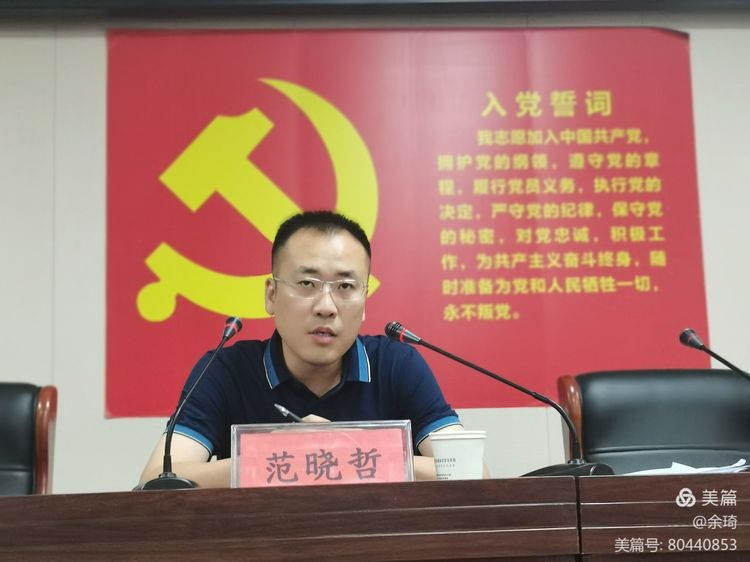 入党誓词
我志愿加入中国共产党，
拥护党的纲领，遵守党的章
程，履行党员义务，执行党的
决定，严守党的纪律，保守党
的秘密，对党忠诚，积极工
作，为共产主义奋斗终身，随
时准备为党和人民牺牲一切，
永不叛党。
范晓哲
美篇
@余琦
美篇号: 80440853